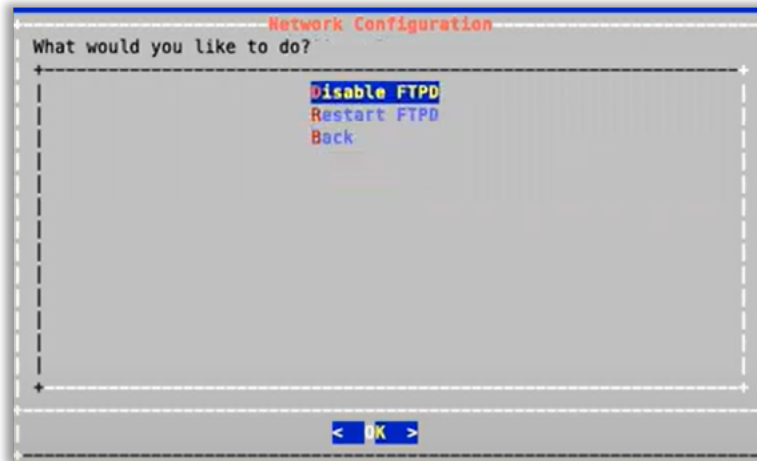 Network Configuration
What would you like to do?
Disable FTPD
Restart FTPD
Back
< OK >